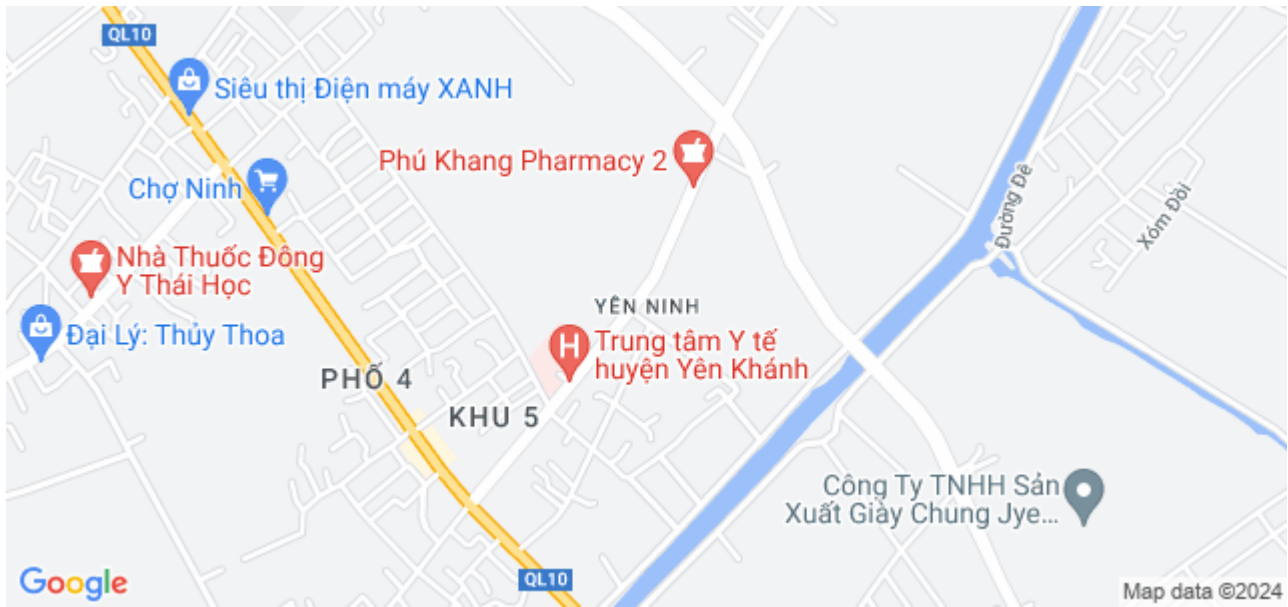 QL10
Siêu thị Điện máy XANH
Phú Khang Pharmacy 2
Chợ Ninh
Nhà Thuốc Đông
Y Thái Học
Đại Lý: Thủy Thoa
PHỐ 4
KHU 5
YÊN NINH
Trung tâm Y tế
huyện Yên Khánh
Đường Đê
Xóm Đồi
Công Ty TNHH Sản
Xuất Giày Chung Jye...
QL10
Google
Map data ©2024